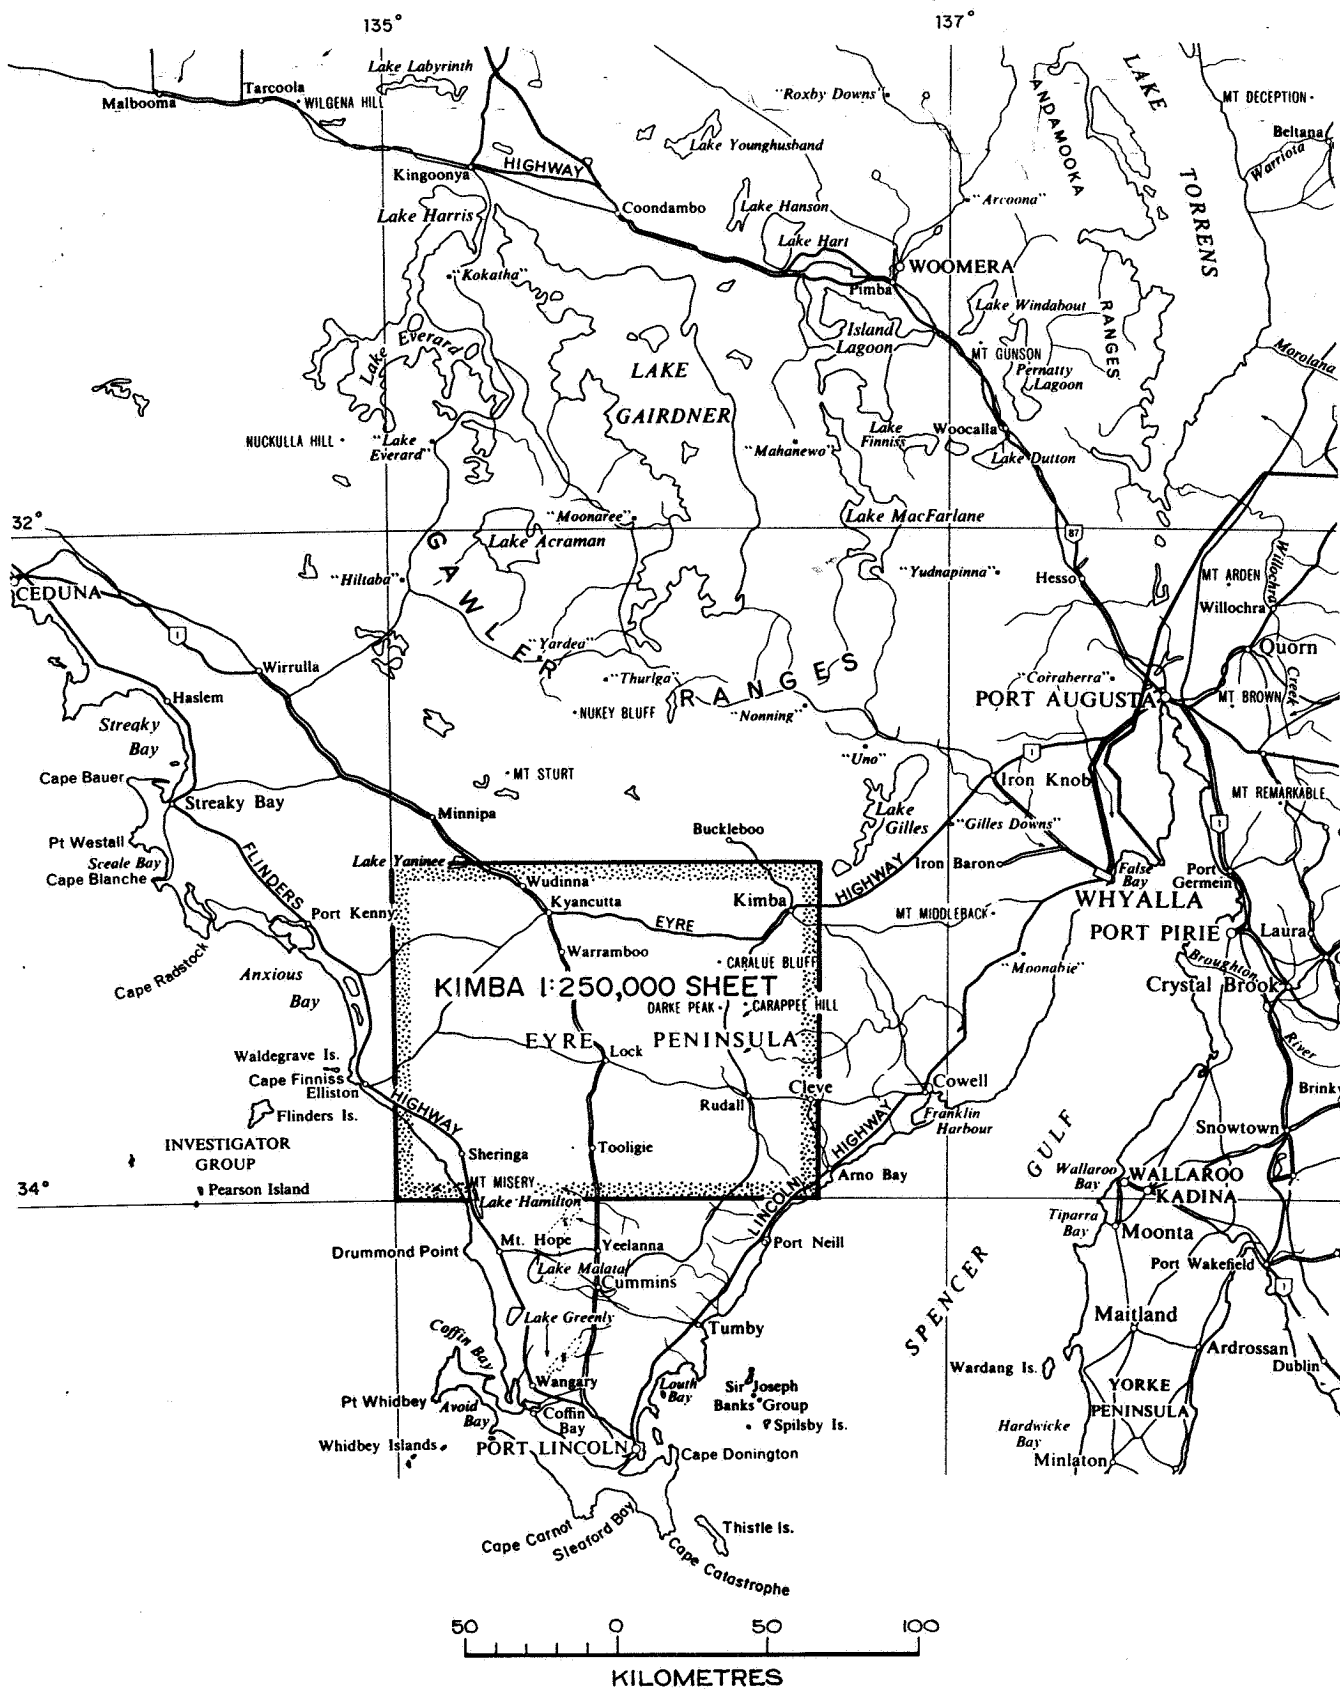 135°
137°
Lake Labyrinth
Malbooma
Tarcoola
WILGENA HILL
"Roxby Downs"
LAKE
TORRENS
ANDAMOOKA
RANGES
MT DECEPTION
Beltana
Warriota
Lake Younghusband
HIGHWAY
Kingoonya
Lake Harris
Coondambo
Lake Hanson
"Arcoona"
Lake Hart
"Kokatha"
WOOMERA
Pimba
Lake Windabout
Island
Lagoon
Lake
Everard
LAKE
GAIRDNER
MT GUNSON
Pernatty
Lagoon
Morolana
NUCKULLA HILL
"Lake
Everard"
"Mahanewo"
Lake
Finniss
Woocalla
Lake Dutton
32°
"Moonaree"
Lake MacFarlane
Lake Acraman
87
GAWLER
RANGES
"Hiltaba"
"Yudnapinna"
Hesso
MT ARDEN
Willochra
Willochra
Creek
CEDUNA
1
Wirrulla
"Yardea"
"Thurlga"
Quorn
"Corraberra"
Haslem
NUKEY BLUFF
"Nonning"
PORT AUGUSTA
MT BROWN
Streaky
Bay
"Uno"
1
Cape Bauer
MT STURT
Iron Knob
MT REMARKABLE
Streaky Bay
Minnipa
Buckleboo
Lake
Gilles
"Gilles Downs"
1
Pt Westall
Sceale Bay
Cape Blanche
FLINDERS
Lake Yaninee
Wudinna
HIGHWAY
Iron Baron
False
Bay
Port
Germein
Port Kenny
Kyancutta
Kimba
WHYALLA
EYRE
MT MIDDLEBACK
PORT PIRIE
Laura
Cape Radstock
Warramboo
CARALUE BLUFF
"Moonabie"
Broughton
River
Anxious
Bay
KIMBA 1:250,000 SHEET
Crystal Brook
DARKE PEAK
CARAPPEE HILL
EYRE PENINSULA
Waldegrave Is.
Lock
Cape Finniss
Elliston
Cleve
Cowell
Brinky
HIGHWAY
Rudall
HIGHWAY
Franklin
Harbour
Flinders Is.
GULF
Snowtown
INVESTIGATOR
GROUP
Sheringa
Tooligie
Wallaroo
Bay
WALLAROO
Pearson Island
MT MISERY
Arno Bay
KADINA
34°
Lake Hamilton
LINCOLN
Tiparra
Bay
Moonta
Drummond Point
Mt. Hope
Yeelanna
Port Neill
SPENCER
Port Wakefield
Lake Malata
Cummins
1
Lake Greenly
Tumby
Maitland
Coffin Bay
Ardrossan
Wangary
Louth
Bay
Sir Joseph
Banks Group
Wardang Is.
Dublin
Pt Whidbey
Avoid
Bay
Coffin
Bay
Spilsby Is.
YORKE
PENINSULA
Hardwicke
Bay
Whidbey Islands
PORT LINCOLN
Cape Donington
Minlaton
Cape Carnot
Sleaford Bay
Cape Catastrophe
Thistle Is.
50 0 50 100
KILOMETRES